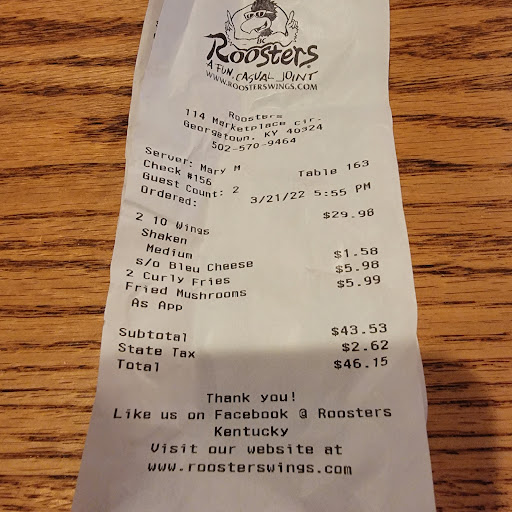 Roosters
A FUN, CASUAL JOINT
WWW.ROOSTERSWINGS.COM
Roosters
114 Marketplace Cir.
Georgetown, KY 40324
502-570-9464
Server: Mary M
Check #156 Table 163
Guest Count: 2
Ordered: 3/21/22 5:55 PM
2 10 Wings $29.98
Shaken
Medium
s/o Bleu Cheese $1.58
2 Curly Fries $5.98
Fried Mushrooms $5.99
As App
Subtotal $43.53
State Tax $2.62
Total $46.15
Thank you!
Like us on Facebook @ Roosters
Kentucky
Visit our website at
www.roosterswings.com